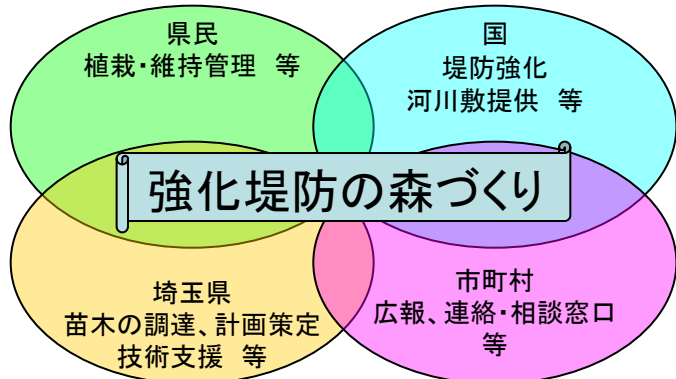 県民
植栽・維持管理　等
国
堤防強化
河川敷提供　等
強化堤防の森づくり
埼玉県
苗木の調達、計画策定
技術支援　等
市町村
広報、連絡・相談窓口
等